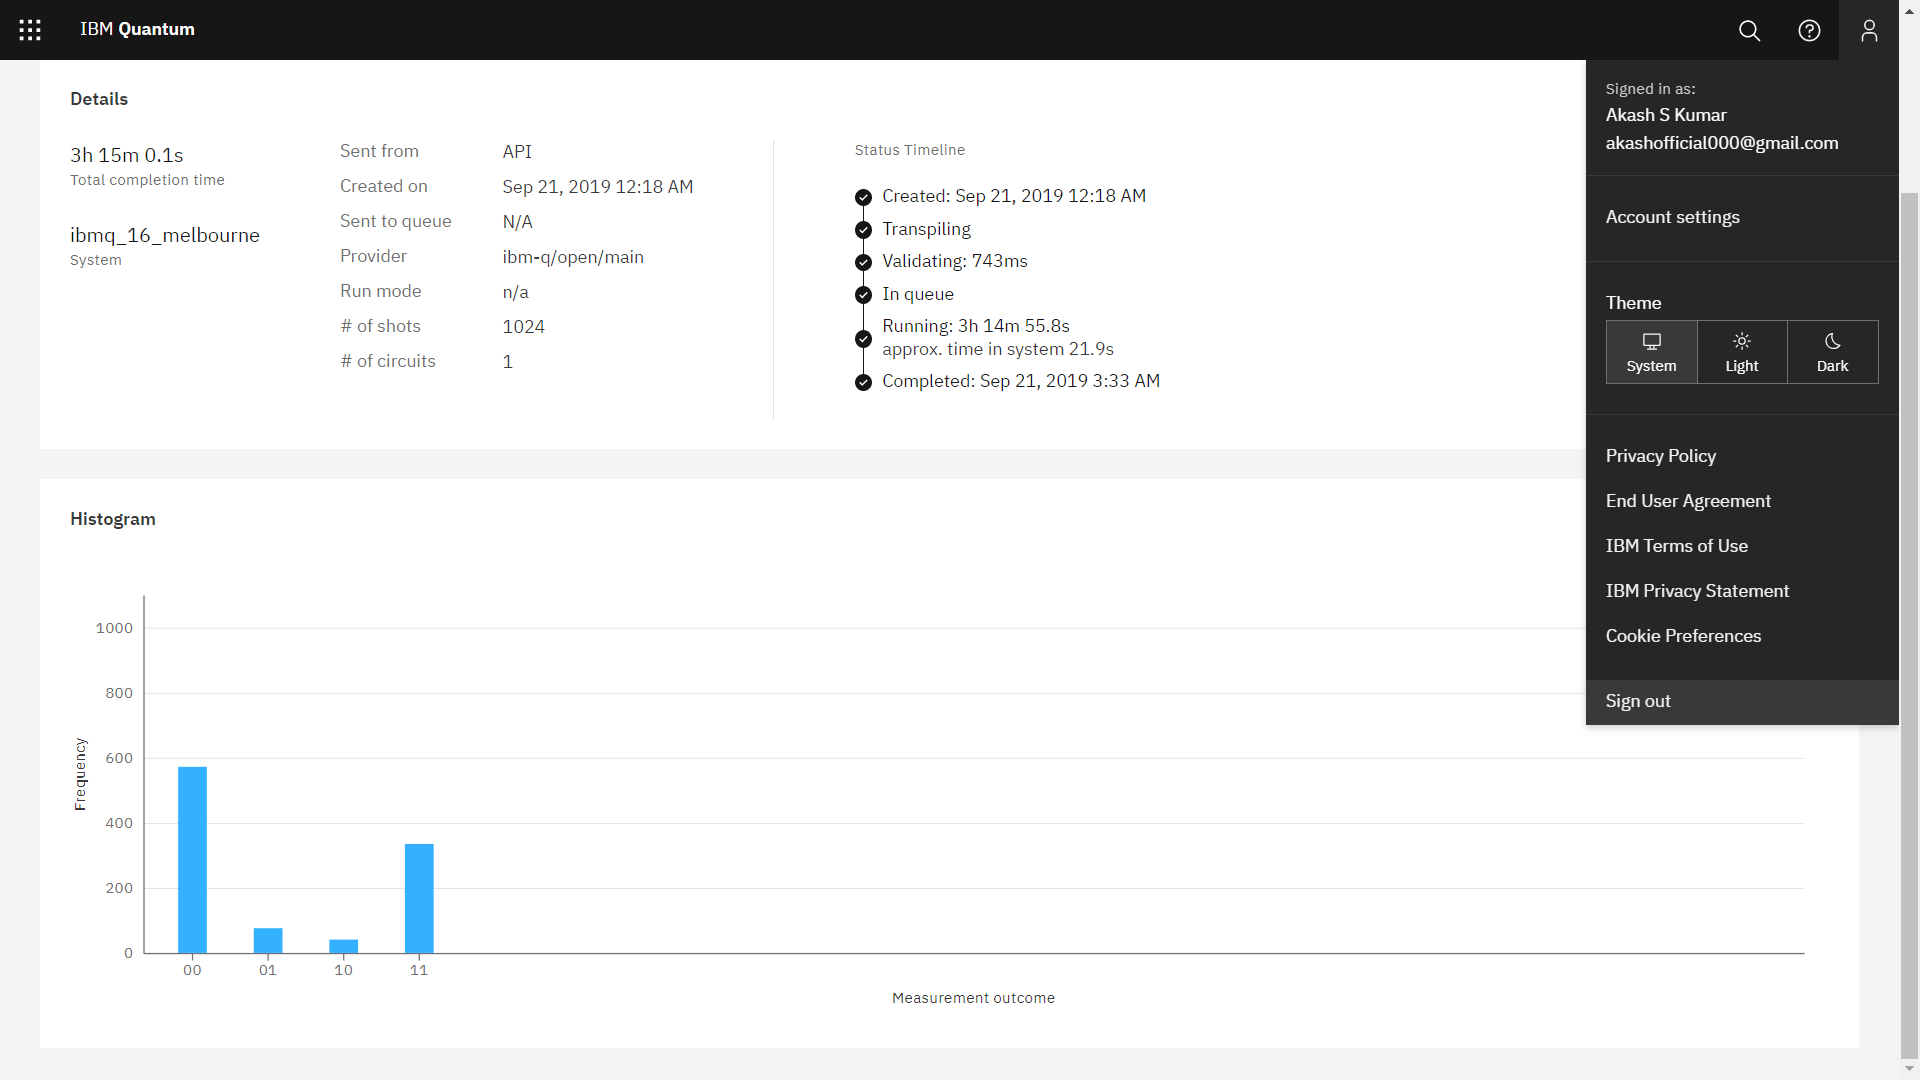 IBM Quantum
Details
3h 15m 0.1s
Total completion time
ibmq_16_melbourne
System
Sent from API
Created on Sep 21, 2019 12:18 AM
Sent to queue N/A
Provider ibm-q/open/main
Run mode n/a
# of shots 1024
# of circuits 1
Status Timeline
Created: Sep 21, 2019 12:18 AM
Transpiling
Validating: 743ms
In queue
Running: 3h 14m 55.8s
approx. time in system 21.9s
Completed: Sep 21, 2019 3:33 AM
Signed in as:
Akash S Kumar
akashofficial000@gmail.com
Account settings
Theme
System Light Dark
Privacy Policy
End User Agreement
IBM Terms of Use
IBM Privacy Statement
Cookie Preferences
Sign out
Histogram
Frequency
1000
800
600
400
200
0
00 01 10 11
Measurement outcome